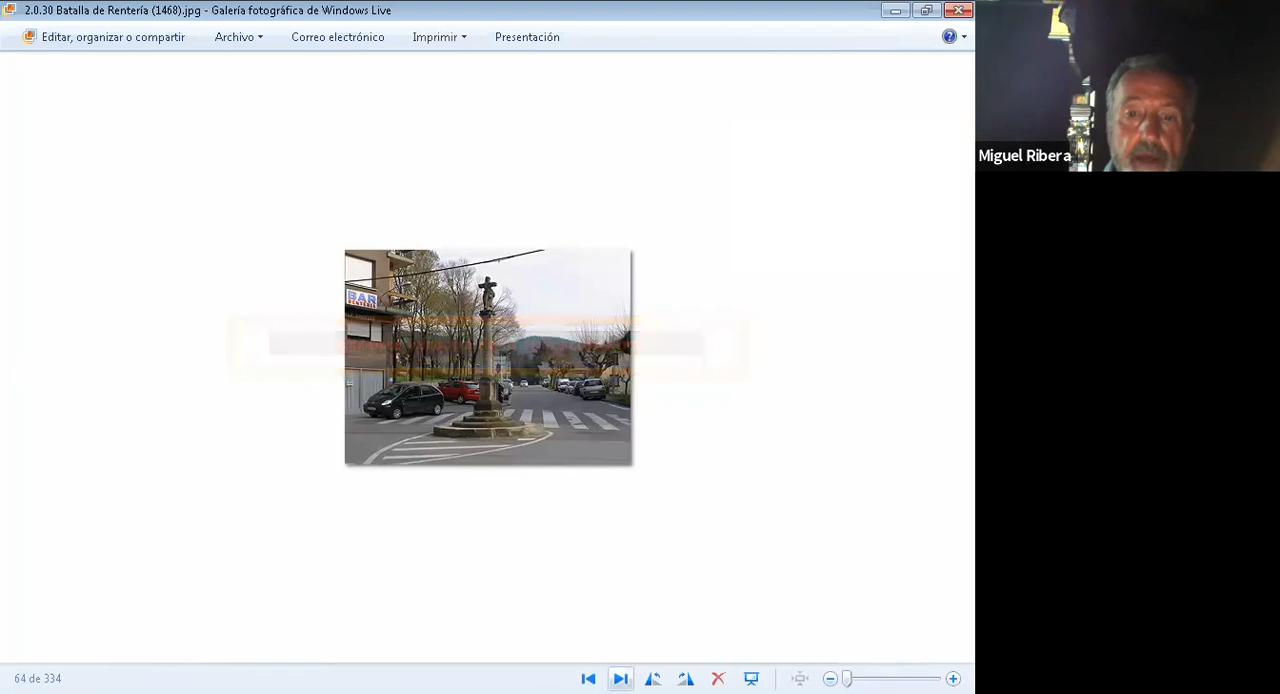 2.0.30 Batalla de Rentería (1468).jpg - Galería fotográfica de Windows Live
Editar, organizar o compartir Archivo Correo electrónico Imprimir Presentación
Miguel Ribera
BAR
64 de 334